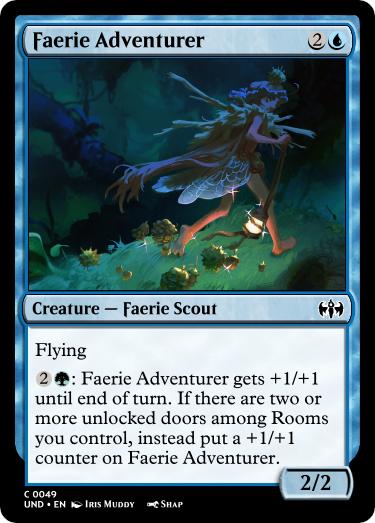 Faerie Adventurer 2
Creature — Faerie Scout
Flying
2 : Faerie Adventurer gets +1/+1
until end of turn. If there are two or
more unlocked doors among Rooms
you control, instead put a +1/+1
counter on Faerie Adventurer.
2/2
C 0049
UND • EN Iris Muddy Shap